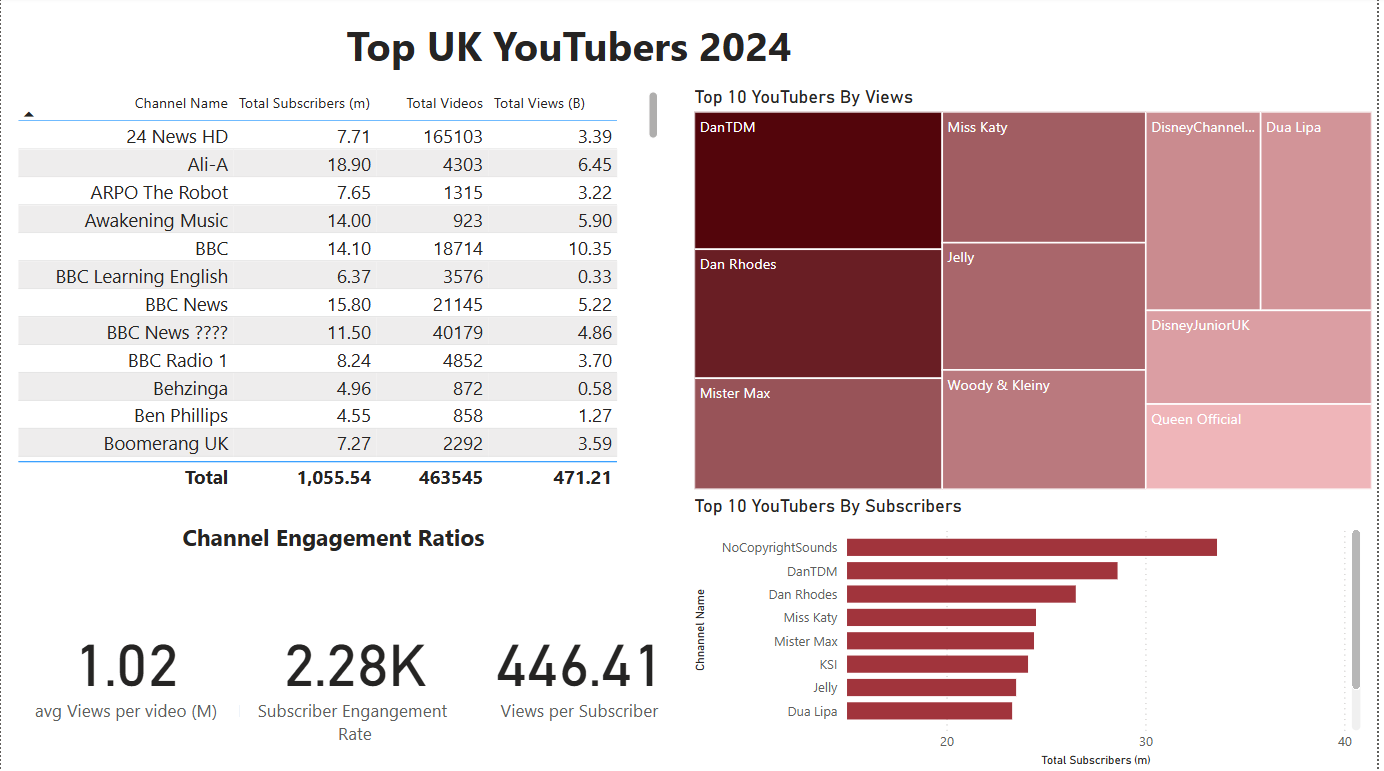 Top UK YouTubers 2024
Channel Name Total Subscribers (m) Total Videos Total Views (B)
24 News HD 7.71 165103 3.39
Ali-A 18.90 4303 6.45
ARPO The Robot 7.65 1315 3.22
Awakening Music 14.00 923 5.90
BBC 14.10 18714 10.35
BBC Learning English 6.37 3576 0.33
BBC News 15.80 21145 5.22
BBC News ???? 11.50 40179 4.86
BBC Radio 1 8.24 4852 3.70
Behzinga 4.96 872 0.58
Ben Phillips 4.55 858 1.27
Boomerang UK 7.27 2292 3.59
Total 1,055.54 463545 471.21
Channel Engagement Ratios
1.02
avg Views per video (M)
2.28K
Subscriber Engangement
Rate
446.41
Views per Subscriber
Top 10 YouTubers By Views
DanTDM
Dan Rhodes
Mister Max
Miss Katy
Jelly
Woody & Kleiny
DisneyChannel...
Dua Lipa
DisneyJuniorUK
Queen Official
Top 10 YouTubers By Subscribers
Chnannel Name
NoCopyrightSounds
DanTDM
Dan Rhodes
Miss Katy
Mister Max
KSI
Jelly
Dua Lipa
20 30 40
Total Subscribers (m)